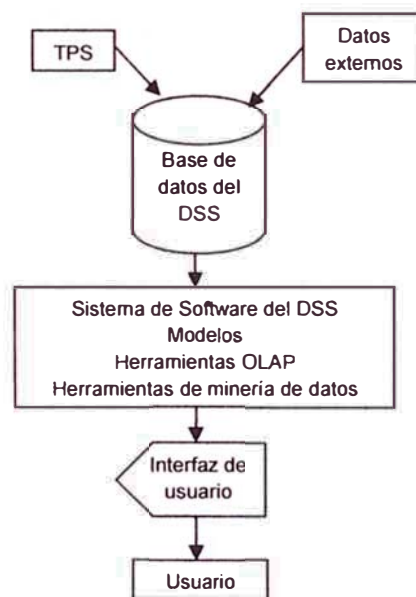 TPS
Datos
externos
Base de
datos del
DSS
Sistema de Software del DSS
Modelos
Herramientas OLAP
Herramientas de minería de datos
Interfaz de
usuario
Usuario